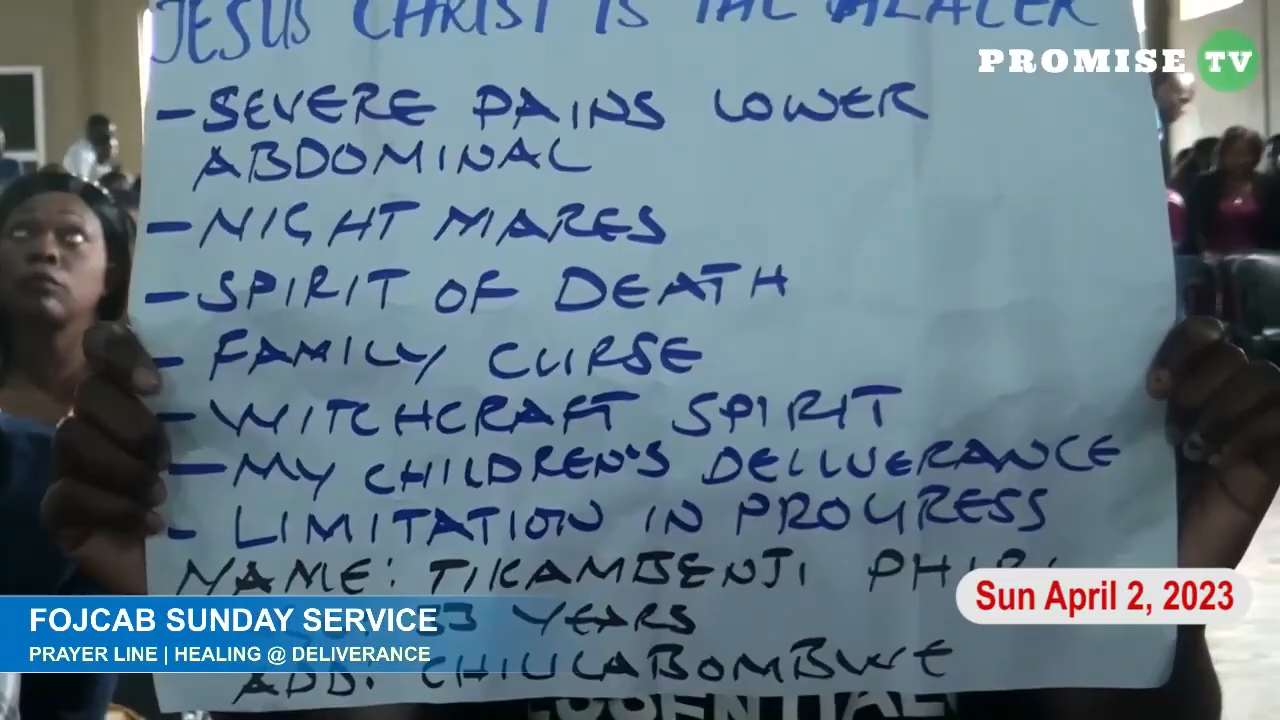 JESUS CHRIST IS THE HEALER
PROMISE TV
-SEVERE PAINS LOWER
ABDOMINAL
-NIGHT MARES
-SPIRIT OF DEATH
-FAMILY CURSE
-WITCHCRAFT SPIRIT
-MY CHILDREN'S DELIVERANCE
-LIMITATION IN PROGRESS
NAME: TIKAMBENJI PHIRI
YEARS
ADD: CHILILABOMBWE
Sun April 2, 2023
FOJCAB SUNDAY SERVICE
PRAYER LINE | HEALING @ DELIVERANCE